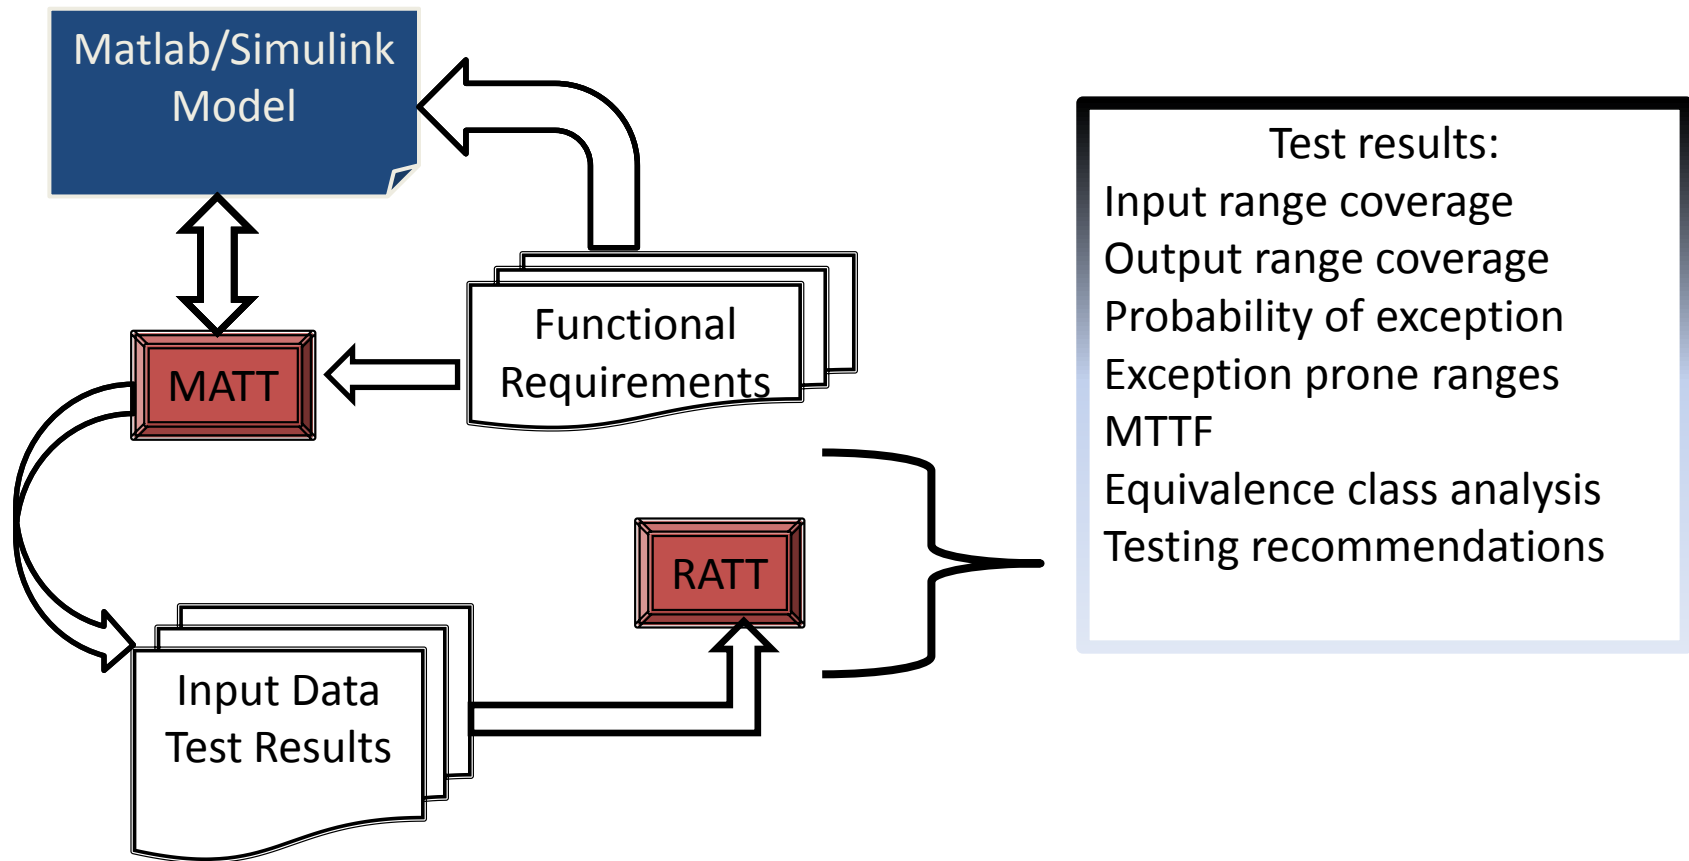 Matlab/Simulink
Model
Functional
Requirements
MATT
RATT
Input Data
Test Results
Test results:
Input range coverage
Output range coverage
Probability of exception
Exception prone ranges
MTTF
Equivalence class analysis
Testing recommendations